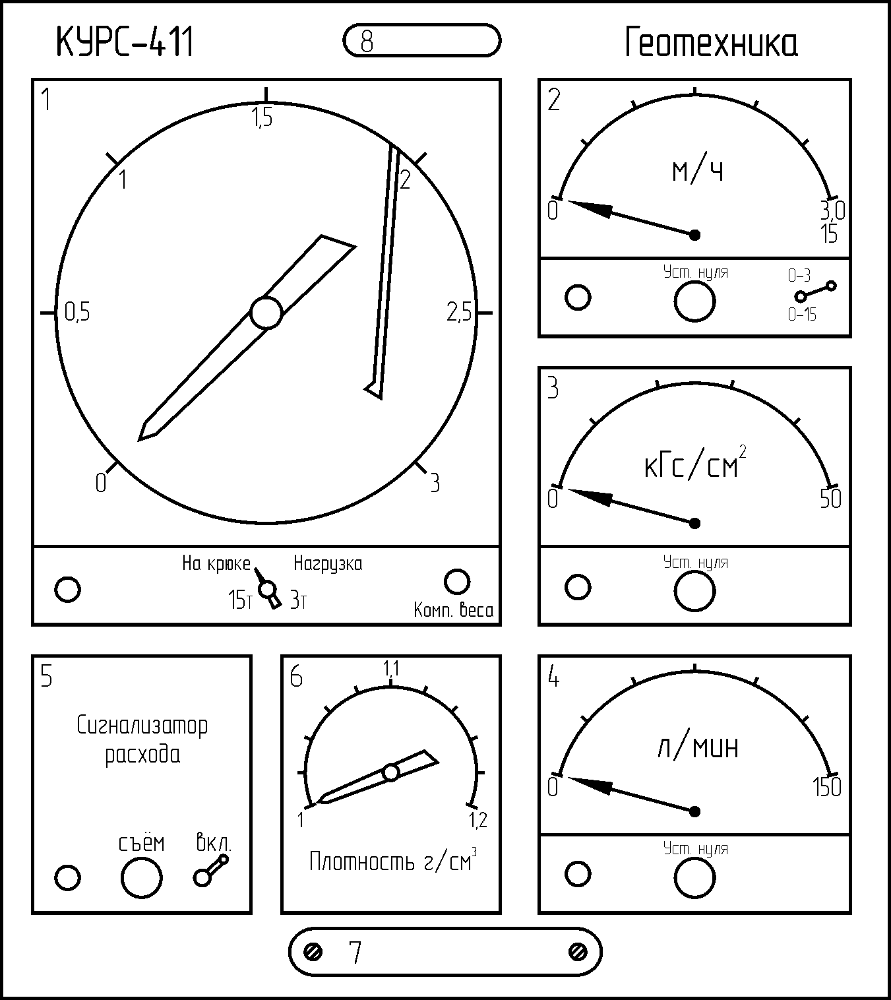 КУРС-411
8
Геотехника
1
1,5
1
2
0,5
2,5
0
3
На крюке
Нагрузка
15т
3т
Комп. веса
2
м/ч
0
3,0
15
Уст. нуля
0-3
0-15
3
кГс/см²
0
50
Уст. нуля
5
Сигнализатор
расхода
съём
вкл.
6
1,1
1
1,2
Плотность г/см³
4
л/мин
0
150
Уст. нуля
7